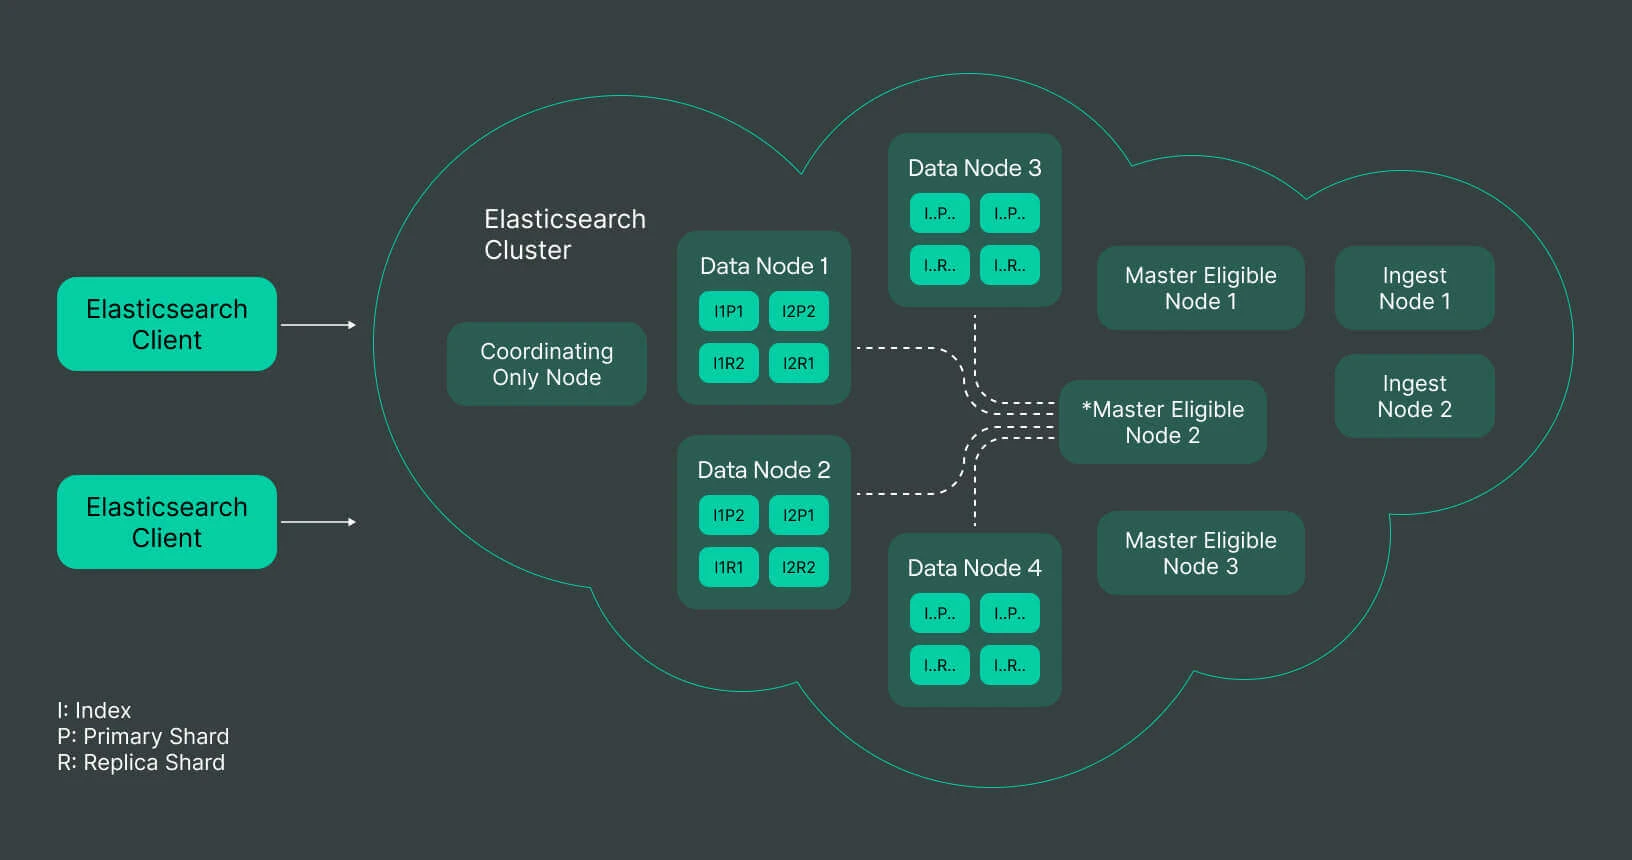 Elasticsearch
Client
Elasticsearch
Client
I: Index
P: Primary Shard
R: Replica Shard
Elasticsearch
Cluster
Coordinating
Only Node
Data Node 1
I1P1 I2P2
I1R2 I2R1
Data Node 2
I1P2 I2P1
I1R1 I2R2
Data Node 3
I..P.. I..P..
I..R.. I..R..
Data Node 4
I..P.. I..P..
I..R.. I..R..
Master Eligible
Node 1
*Master Eligible
Node 2
Master Eligible
Node 3
Ingest
Node 1
Ingest
Node 2